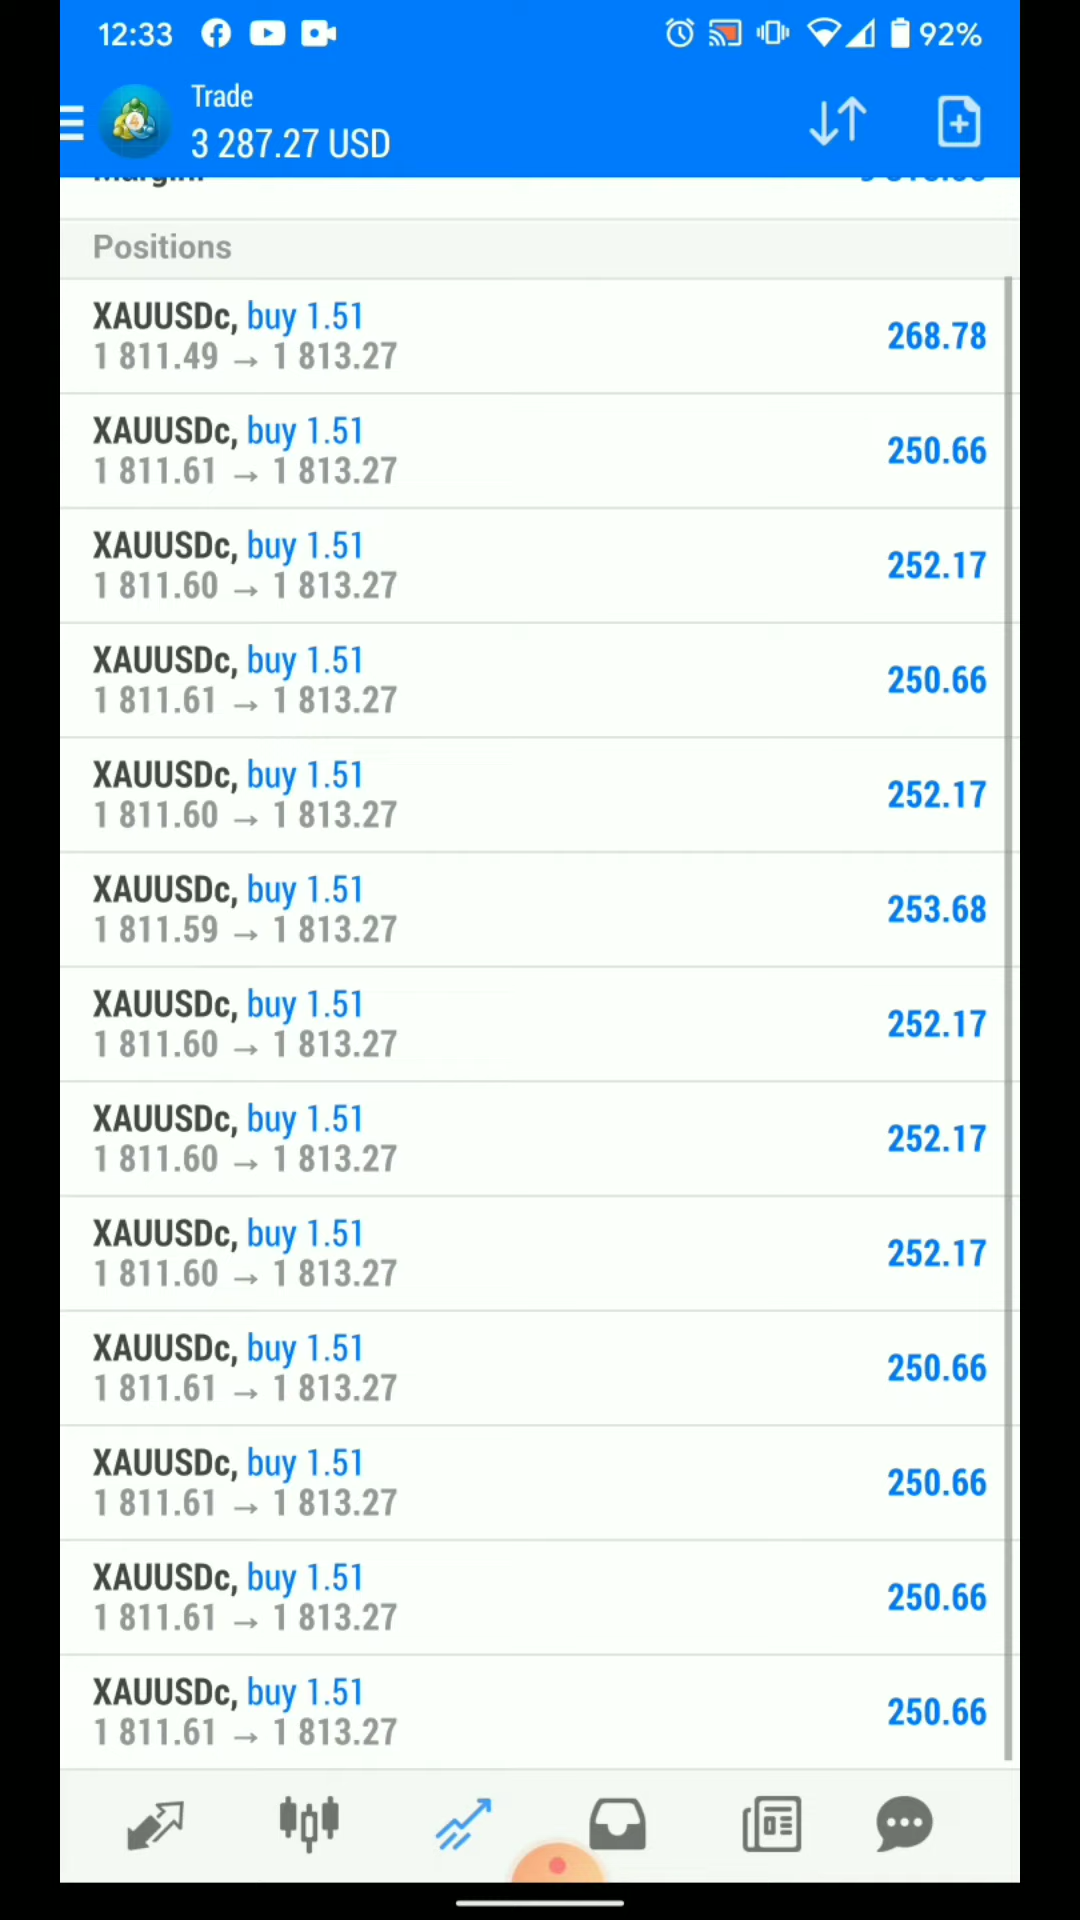 12:33
92%
Trade
3 287.27 USD
Positions
XAUUSDc, buy 1.51
1 811.49 → 1 813.27
268.78
XAUUSDc, buy 1.51
1 811.61 → 1 813.27
250.66
XAUUSDc, buy 1.51
1 811.60 → 1 813.27
252.17
XAUUSDc, buy 1.51
1 811.61 → 1 813.27
250.66
XAUUSDc, buy 1.51
1 811.60 → 1 813.27
252.17
XAUUSDc, buy 1.51
1 811.59 → 1 813.27
253.68
XAUUSDc, buy 1.51
1 811.60 → 1 813.27
252.17
XAUUSDc, buy 1.51
1 811.60 → 1 813.27
252.17
XAUUSDc, buy 1.51
1 811.60 → 1 813.27
252.17
XAUUSDc, buy 1.51
1 811.61 → 1 813.27
250.66
XAUUSDc, buy 1.51
1 811.61 → 1 813.27
250.66
XAUUSDc, buy 1.51
1 811.61 → 1 813.27
250.66
XAUUSDc, buy 1.51
1 811.61 → 1 813.27
250.66